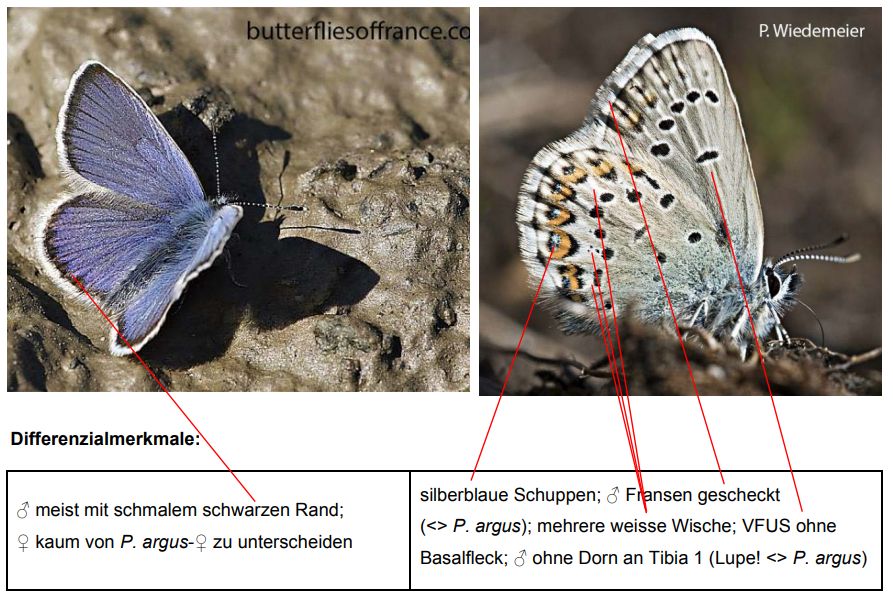 butterfliesoffrance.co
P. Wiedemeier
Differenzialmerkmale:
♂ meist mit schmalem schwarzen Rand;
♀ kaum von P. argus-♀ zu unterscheiden
silberblaue Schuppen; ♂ Fransen gescheckt
(<> P. argus); mehrere weisse Wische; VFUS ohne
Basalfleck; ♂ ohne Dorn an Tibia 1 (Lupe! <> P. argus)